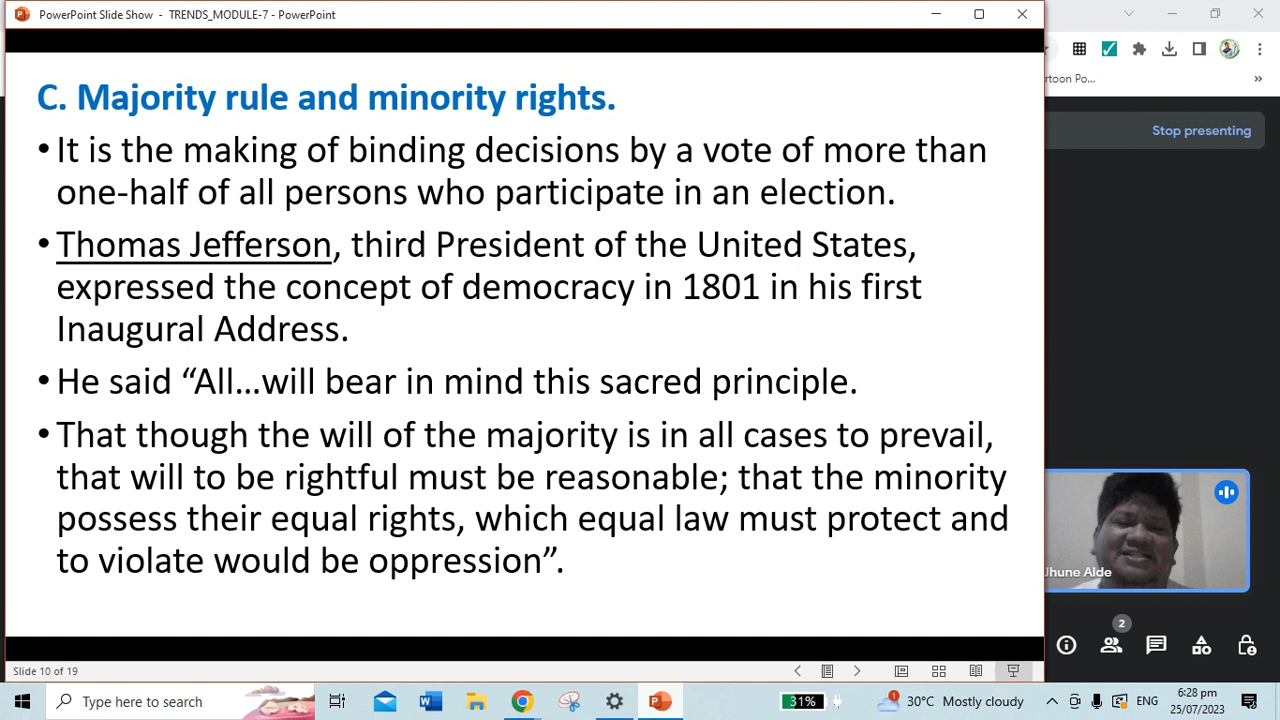 PowerPoint Slide Show - TRENDS_MODULE-7 - PowerPoint
C. Majority rule and minority rights.
• It is the making of binding decisions by a vote of more than
one-half of all persons who participate in an election.
• Thomas Jefferson, third President of the United States,
expressed the concept of democracy in 1801 in his first
Inaugural Address.
• He said “All…will bear in mind this sacred principle.
• That though the will of the majority is in all cases to prevail,
that will to be rightful must be reasonable; that the minority
possess their equal rights, which equal law must protect and
to violate would be oppression”.
Slide 10 of 19
artoon Po...
Stop presenting
Jhune Alde
2
Type here to search
31%
1
30°C Mostly cloudy
ENG
6:28 pm
25/07/2023